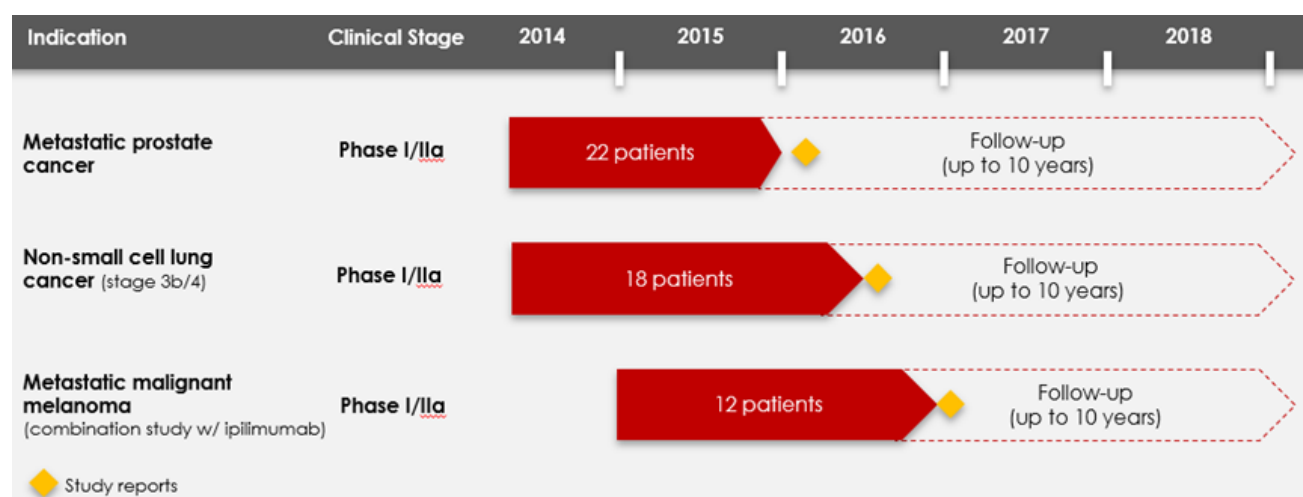 Indication Clinical Stage 2014 2015 2016 2017 2018
Metastatic prostate
cancer
Phase I/IIa
22 patients
Follow-up
(up to 10 years)
Non-small cell lung
cancer (stage 3b/4)
Phase I/IIa
18 patients
Follow-up
(up to 10 years)
Metastatic malignant
melanoma
(combination study w/ ipilimumab)
Phase I/IIa
12 patients
Follow-up
(up to 10 years)
Study reports